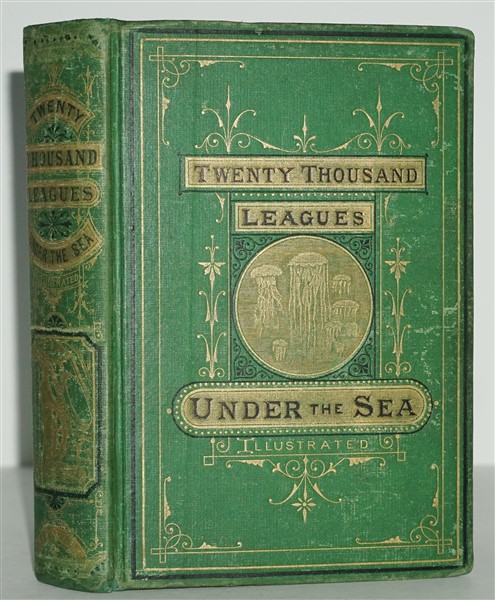 TWENTY
THOUSAND
LEAGUES
UNDER THE SEA
ILLUSTRATED
TWENTY THOUSAND
LEAGUES
UNDER THE SEA
ILLUSTRATED